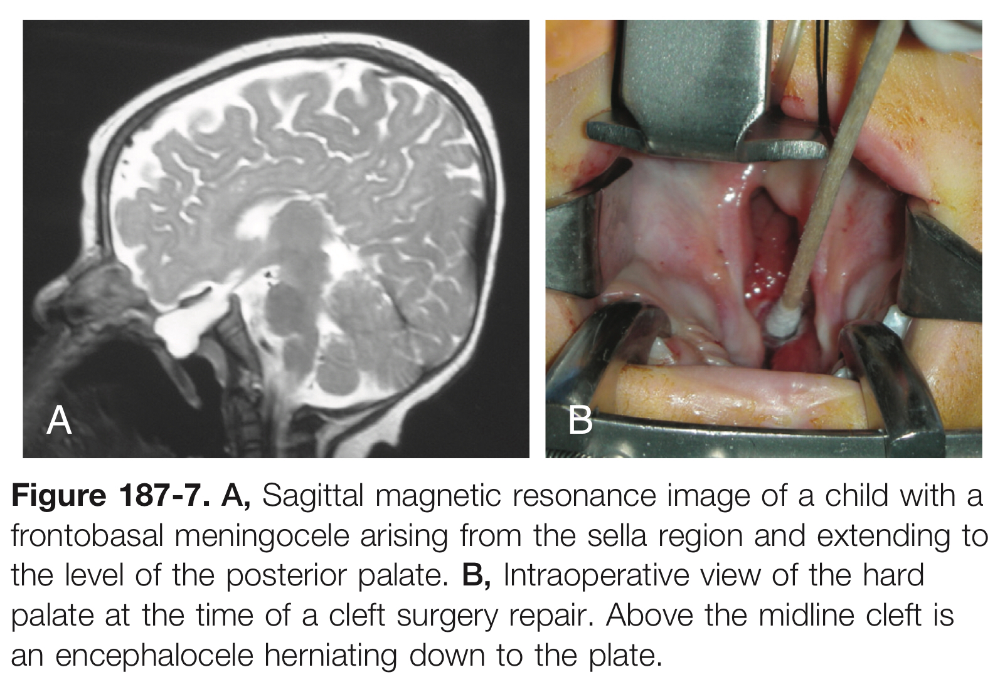 A
B
Figure 187-7. A, Sagittal magnetic resonance image of a child with a
frontobasal meningocele arising from the sella region and extending to
the level of the posterior palate. B, Intraoperative view of the hard
palate at the time of a cleft surgery repair. Above the midline cleft is
an encephalocele herniating down to the plate.